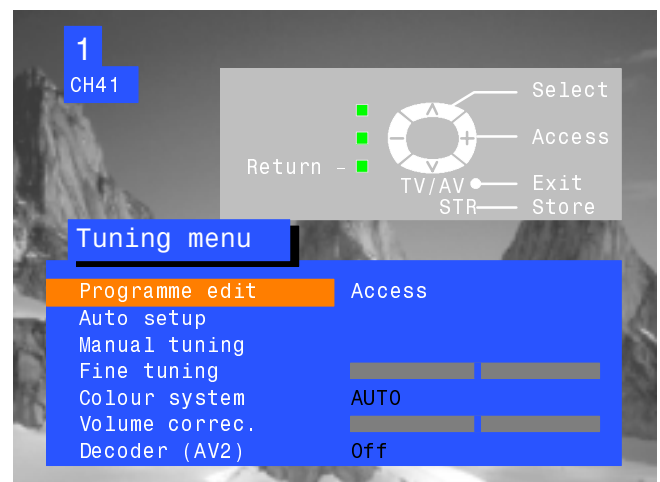 1
CH41
Select
Access
Return –
TV/AV
Exit
STR
Store
Tuning menu
Programme edit Access
Auto setup
Manual tuning
Fine tuning
Colour system AUTO
Volume correc.
Decoder (AV2) Off